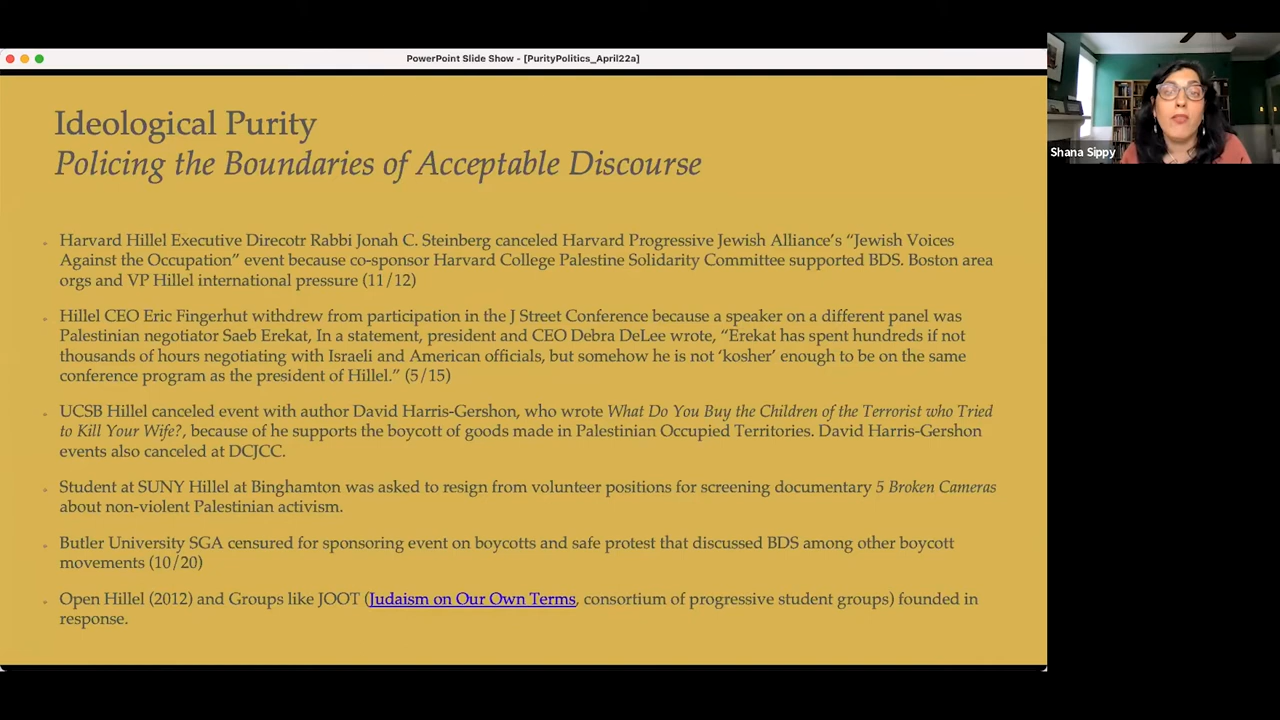 PowerPoint Slide Show - [PurityPolitics_April22a]
Ideological Purity
Policing the Boundaries of Acceptable Discourse
Harvard Hillel Executive Direcotr Rabbi Jonah C. Steinberg canceled Harvard Progressive Jewish Alliance’s “Jewish Voices
Against the Occupation” event because co-sponsor Harvard College Palestine Solidarity Committee supported BDS. Boston area
orgs and VP Hillel international pressure (11/12)
Hillel CEO Eric Fingerhut withdrew from participation in the J Street Conference because a speaker on a different panel was
Palestinian negotiator Saeb Erekat, In a statement, president and CEO Debra DeLee wrote, “Erekat has spent hundreds if not
thousands of hours negotiating with Israeli and American officials, but somehow he is not ‘kosher’ enough to be on the same
conference program as the president of Hillel.” (5/15)
UCSB Hillel canceled event with author David Harris-Gershon, who wrote What Do You Buy the Children of the Terrorist who Tried
to Kill Your Wife?, because of he supports the boycott of goods made in Palestinian Occupied Territories. David Harris-Gershon
events also canceled at DCJCC.
Student at SUNY Hillel at Binghamton was asked to resign from volunteer positions for screening documentary 5 Broken Cameras
about non-violent Palestinian activism.
Butler University SGA censured for sponsoring event on boycotts and safe protest that discussed BDS among other boycott
movements (10/20)
Open Hillel (2012) and Groups like JOOT (Judaism on Our Own Terms, consortium of progressive student groups) founded in
response.
Shana Sippy